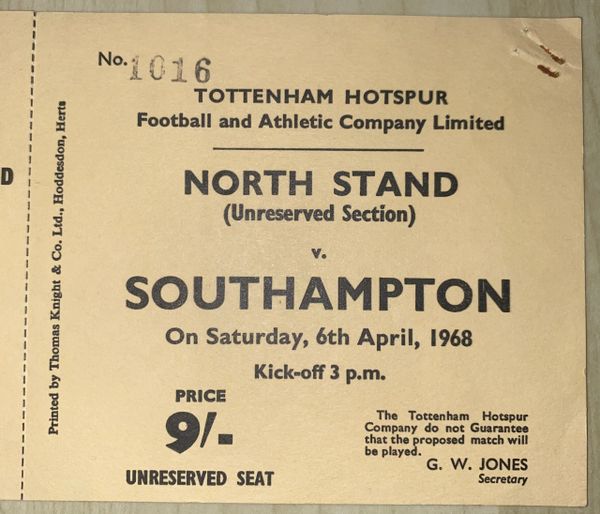 No. 1016
TOTTENHAM HOTSPUR
Football and Athletic Company Limited
NORTH STAND
(Unreserved Section)
v.
SOUTHAMPTON
On Saturday, 6th April, 1968
Kick-off 3 p.m.
PRICE
9/-
UNRESERVED SEAT
The Tottenham Hotspur
Company do not Guarantee
that the proposed match will
be played.
G. W. JONES
Secretary
Printed by Thomas Knight & Co. Ltd., Hoddesdon, Herts
D